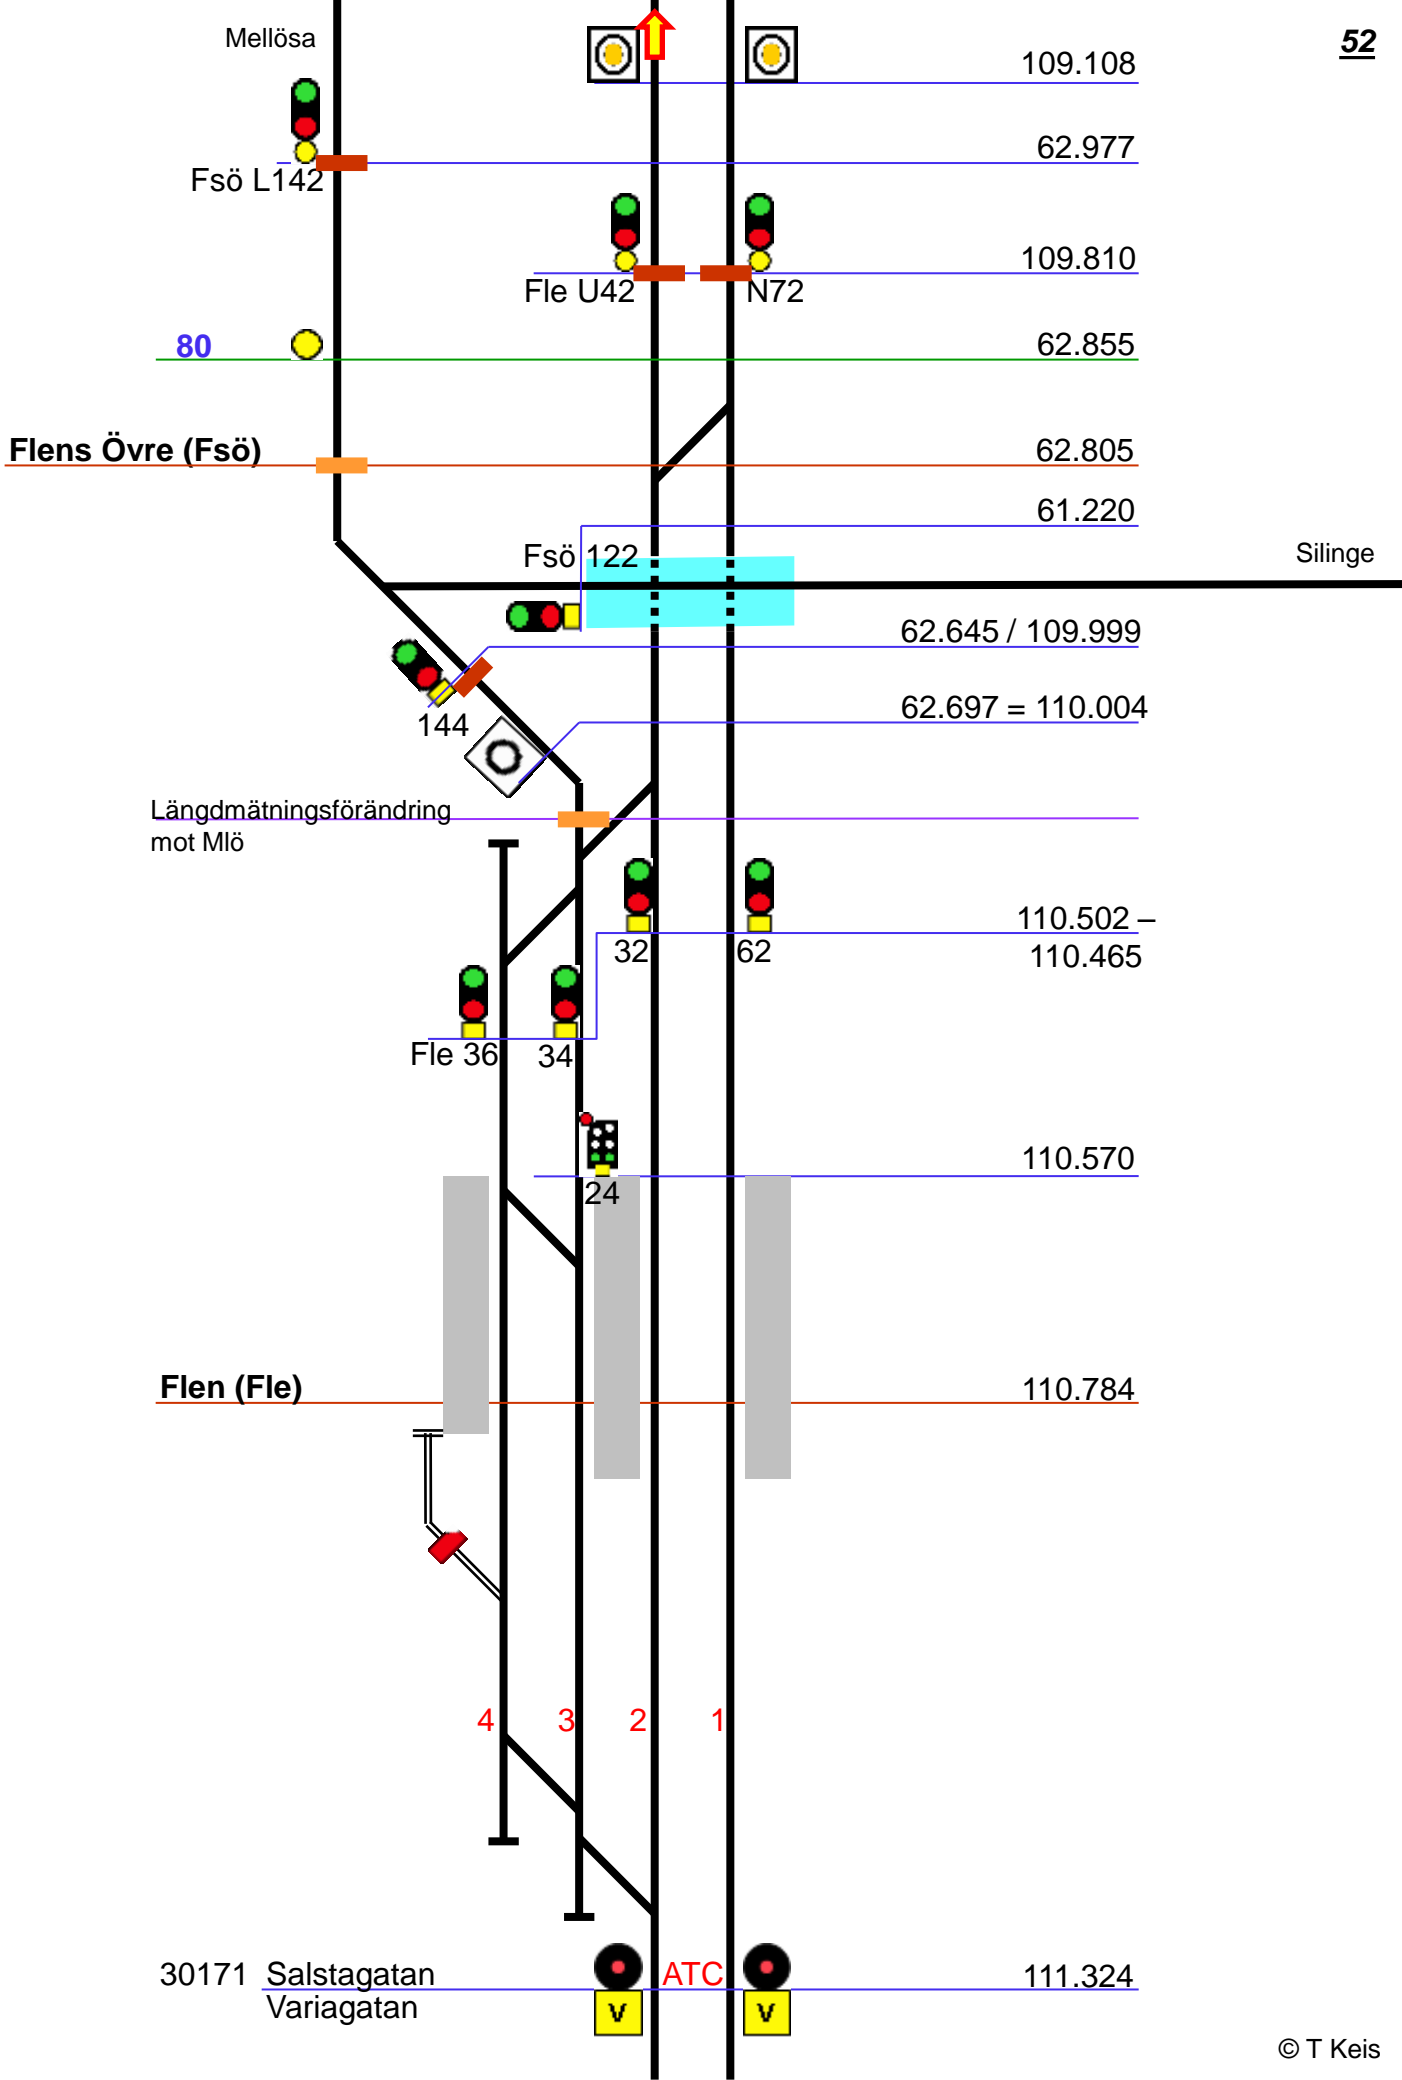 Mellösa
52
109.108
62.977
Fsö L142
109.810
Fle U42 N72
80 62.855
Flens Övre (Fsö) 62.805
61.220
Fsö 122 Silinge
62.645 / 109.999
144 62.697 = 110.004
Längdmätningsförändring
mot Mlö
110.502 –
32 62 110.465
Fle 36 34
110.570
24
Flen (Fle) 110.784
4 3 2 1
30171 Salstagatan ATC 111.324
Variagatan
V V
© T Keis